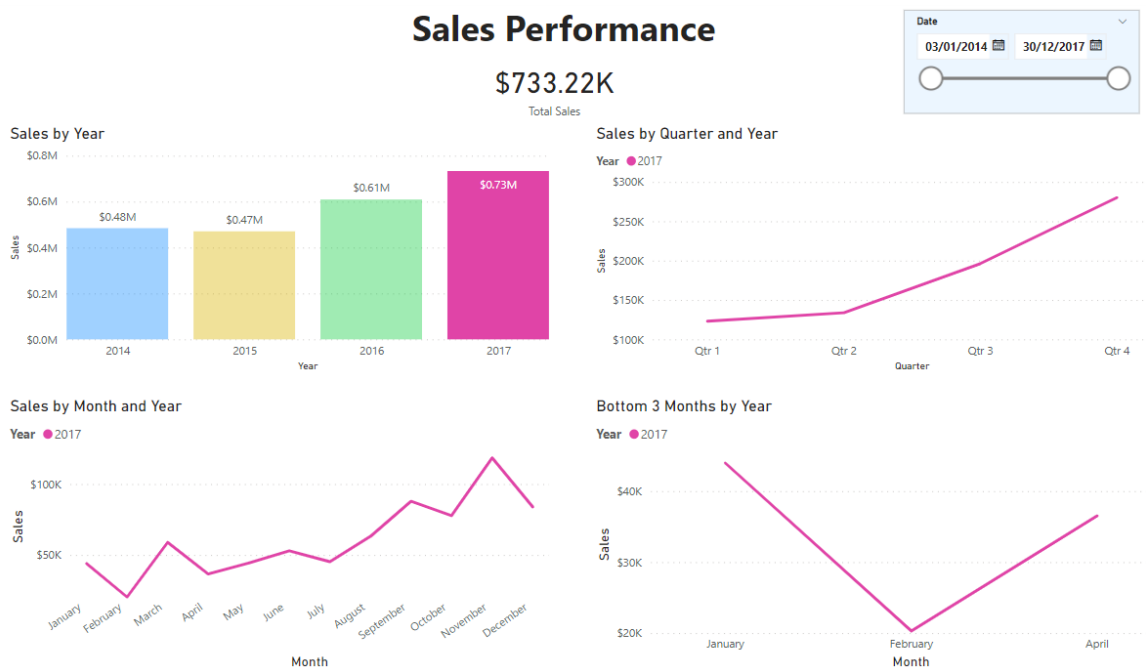 Sales Performance
Date
03/01/2014
30/12/2017
$733.22K
Total Sales
Sales by Year
$0.8M
$0.6M
$0.4M
$0.2M
$0.0M
Sales
$0.48M
$0.47M
$0.61M
$0.73M
2014
2015
2016
2017
Year
Sales by Quarter and Year
Year 2017
$300K
$250K
$200K
$150K
$100K
Sales
Qtr 1
Qtr 2
Qtr 3
Qtr 4
Quarter
Sales by Month and Year
Year 2017
$100K
$50K
Sales
January
February
March
April
May
June
July
August
September
October
November
December
Month
Bottom 3 Months by Year
Year 2017
$40K
$30K
$20K
Sales
January
February
April
Month